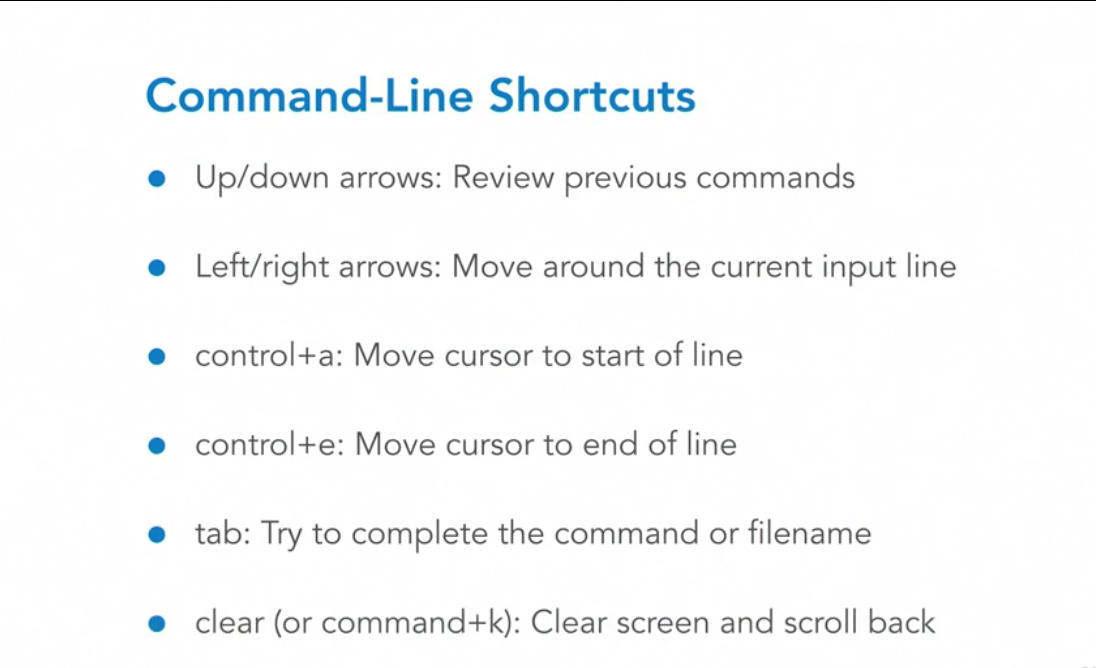 Command-Line Shortcuts
● Up/down arrows: Review previous commands
● Left/right arrows: Move around the current input line
● control+a: Move cursor to start of line
● control+e: Move cursor to end of line
● tab: Try to complete the command or filename
● clear (or command+k): Clear screen and scroll back